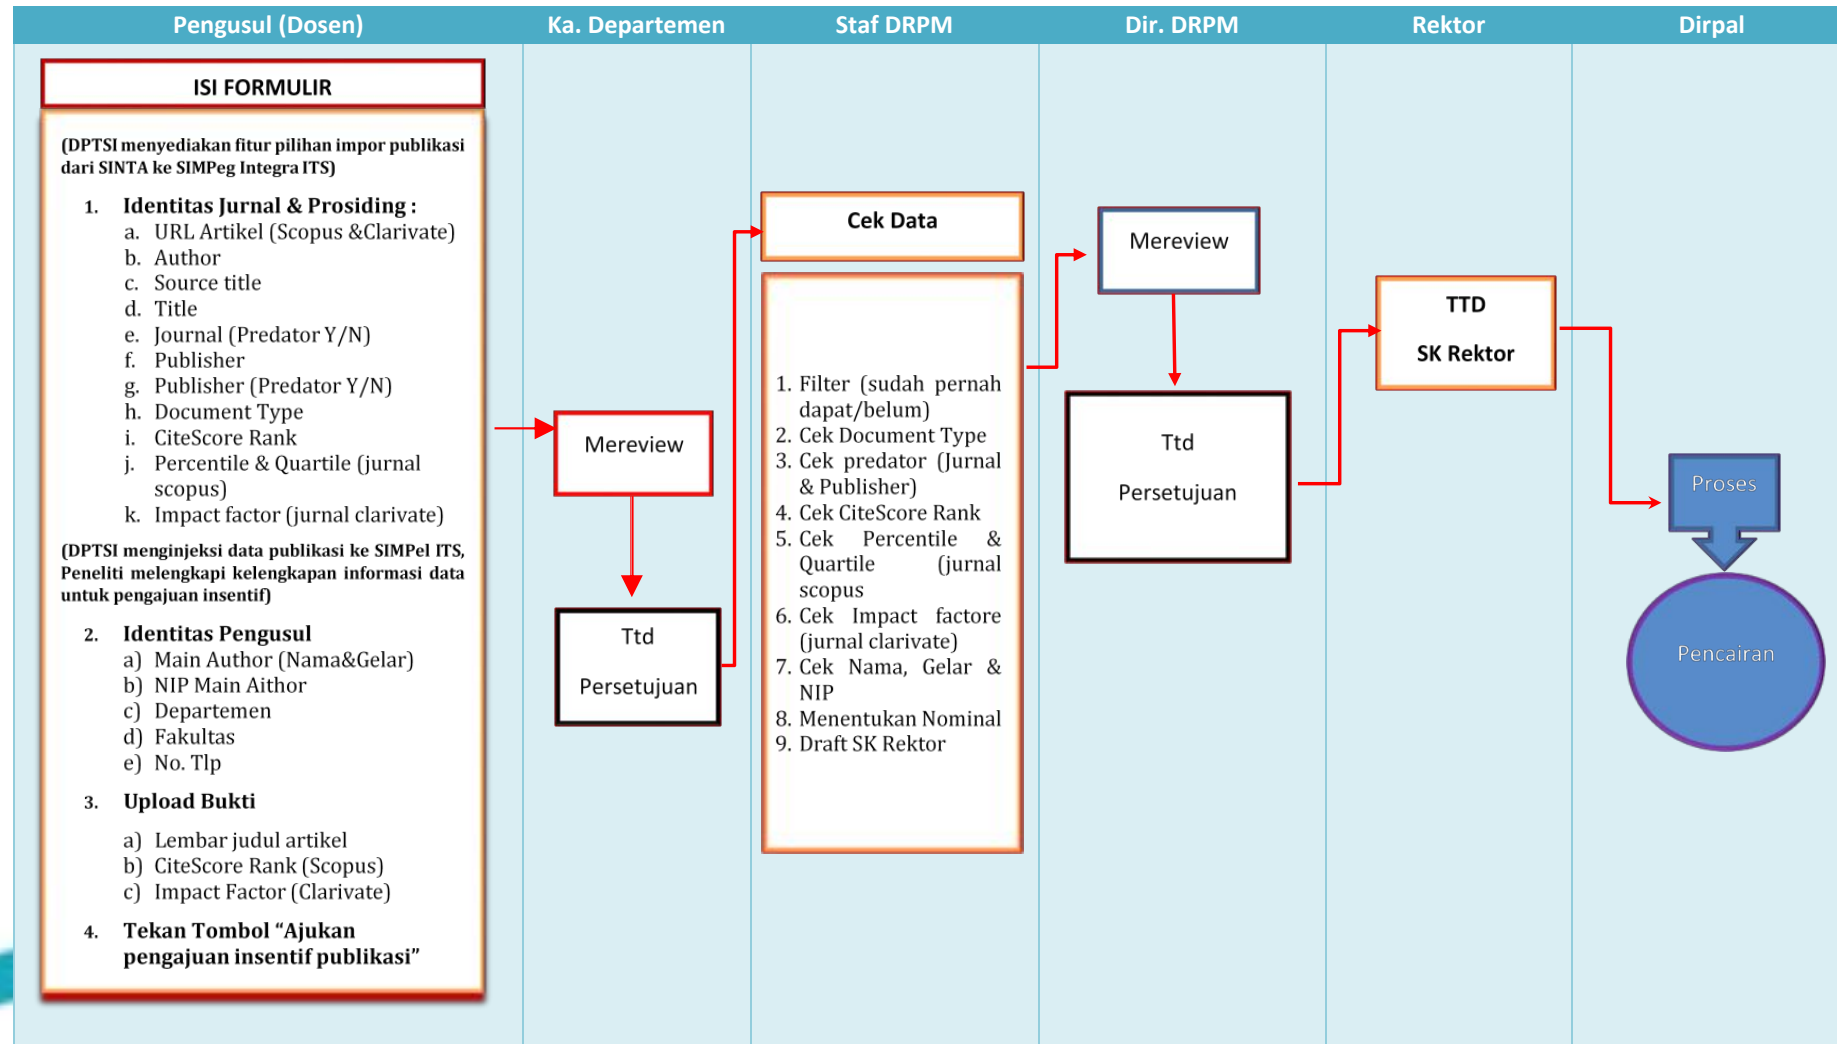 Pengusul (Dosen)
Ka. Departemen
Staf DRPM
Dir. DRPM
Rektor
Dirpal
ISI FORMULIR
(DPTSI menyediakan fitur pilihan impor publikasi
dari SINTA ke SIMPeg Integra ITS)
1. Identitas Jurnal & Prosiding :
a. URL Artikel (Scopus &Clarivate)
b. Author
c. Source title
d. Title
e. Journal (Predator Y/N)
f. Publisher
g. Publisher (Predator Y/N)
h. Document Type
i. CiteScore Rank
j. Percentile & Quartile (jurnal
scopus)
k. Impact factor (jurnal clarivate)
(DPTSI menginjeksi data publikasi ke SIMPel ITS,
Peneliti melengkapi kelengkapan informasi data
untuk pengajuan insentif)
2. Identitas Pengusul
a) Main Author (Nama&Gelar)
b) NIP Main Aithor
c) Departemen
d) Fakultas
e) No. Tlp
3. Upload Bukti
a) Lembar judul artikel
b) CiteScore Rank (Scopus)
c) Impact Factor (Clarivate)
4. Tekan Tombol “Ajukan
pengajuan insentif publikasi”
Mereview
Ttd
Persetujuan
Cek Data
1. Filter (sudah pernah
dapat/belum)
2. Cek Document Type
3. Cek predator (Jurnal
& Publisher)
4. Cek CiteScore Rank
5. Cek Percentile &
Quartile (jurnal
scopus
6. Cek Impact factore
(jurnal clarivate)
7. Cek Nama, Gelar &
NIP
8. Menentukan Nominal
9. Draft SK Rektor
Mereview
Ttd
Persetujuan
TTD
SK Rektor
Proses
Pencairan